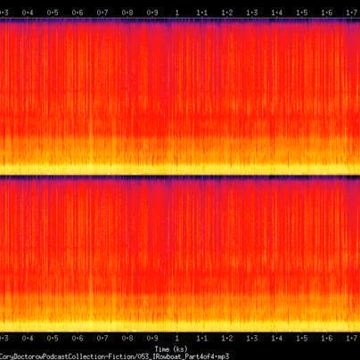 0·3 0·4 0·5 0·6 0·7 0·8 0·9 1 1·1 1·2 1·3 1·4 1·5 1·6 1·7
0·3 0·4 0·5 0·6 0·7 0·8 0·9 1 1·1 1·2 1·3 1·4 1·5 1·6 1·7
Time (ks)
CoryDoctorowPodcastCollection-Fiction/053_IRowboat_Part4of4.mp3